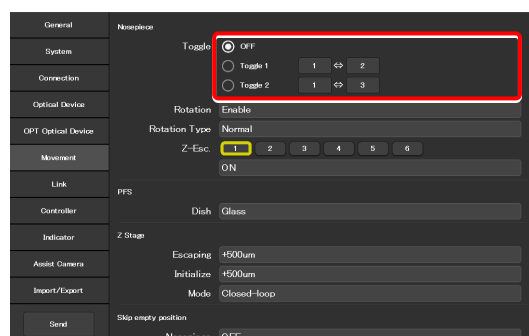 General
System
Connection
Optical Device
OPT Optical Device
Movement
Link
Controller
Indicator
Assist Camera
Import/Export
Send
Nosepiece
Toggle OFF
Toggle 1 1 ⇔ 2
Toggle 2 1 ⇔ 3
Rotation Enable
Rotation Type Normal
Z-Esc. 1 2 3 4 5 6
ON
PFS
Dish Glass
Z Stage
Escaping +500um
Initialize +500um
Mode Closed-loop
Skip empty position
Nosepiece OFF